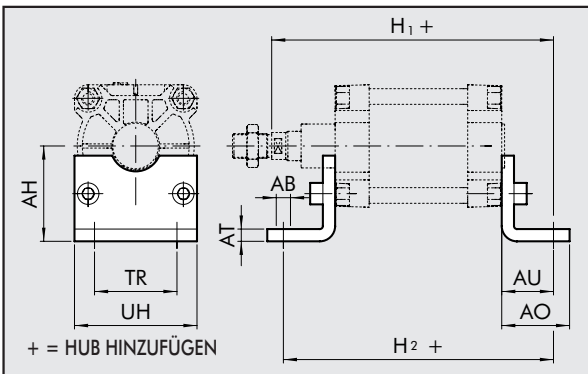 H₁ +
AH
AB
AT
TR
AU
UH
AO
H² +
+ = HUB HINZUFÜGEN